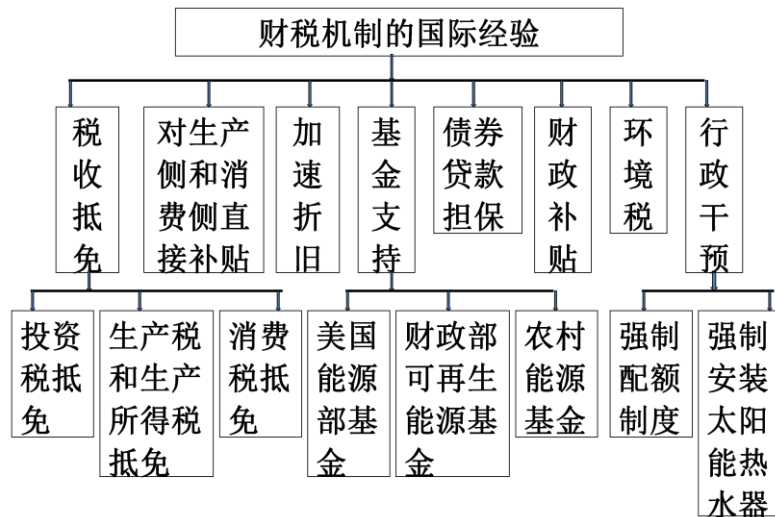 财税机制的国际经验
税
收
抵
免
对生产
侧和消
费侧直
接补贴
加
速
折
旧
基
金
支
持
债券
贷款
担保
财
政
补
贴
环
境
税
行
政
干
预
投资
税抵
免
生产税
和生产
所得税
抵免
消费
税抵
免
美国
能源
部基
金
财政部
可再生
能源基
金
农村
能源
基金
强制
配额
制度
强制
安装
太阳
能热
水器